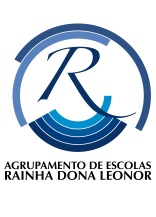 R
AGRUPAMENTO DE ESCOLAS
RAINHA DONA LEONOR